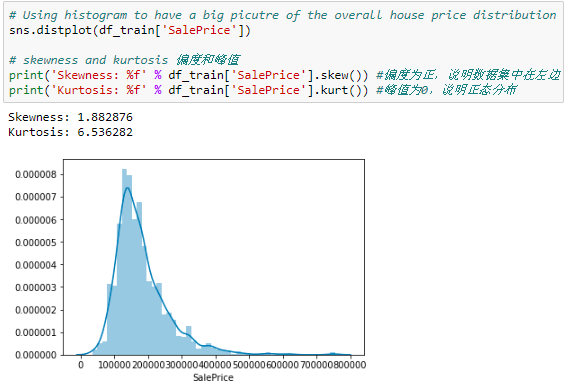 # Using histogram to have a big picutre of the overall house price distribution
sns.distplot(df_train['SalePrice'])
# skewness and kurtosis 偏度和峰值
print('Skewness: %f' % df_train['SalePrice'].skew()) #偏度为正，说明数据集中在左边
print('Kurtosis: %f' % df_train['SalePrice'].kurt()) #峰值为0，说明正态分布
Skewness: 1.882876
Kurtosis: 6.536282
0.000008
0.000007
0.000006
0.000005
0.000004
0.000003
0.000002
0.000001
0.000000
0 100000 200000 300000 400000 500000 600000 700000 800000
SalePrice